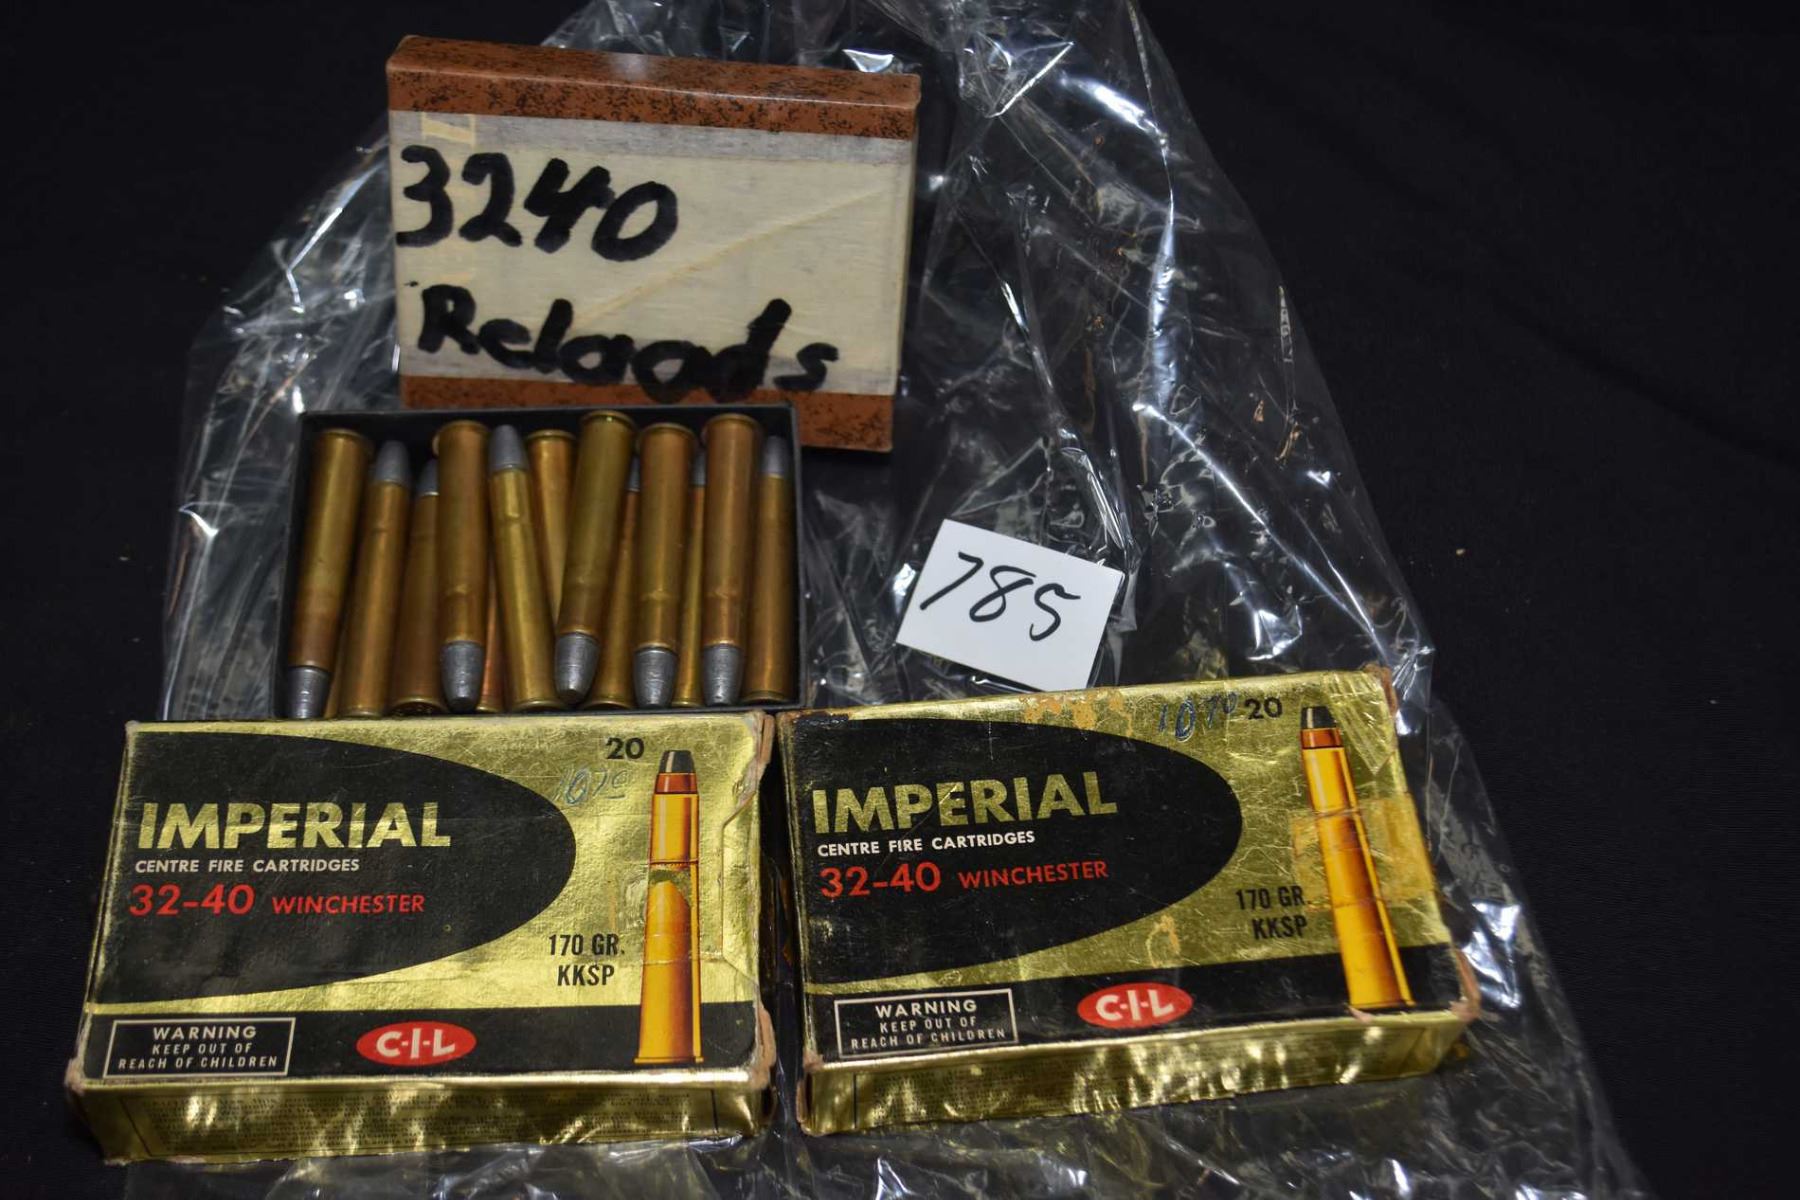 3240
Reloads
785
20
1070
IMPERIAL
CENTRE FIRE CARTRIDGES
32-40 WINCHESTER
170 GR.
KKSP
WARNING
KEEP OUT OF
REACH OF CHILDREN
C-I-L
1070 20
IMPERIAL
CENTRE FIRE CARTRIDGES
32-40 WINCHESTER
170 GR.
KKSP
WARNING
KEEP OUT OF
REACH OF CHILDREN
C-I-L